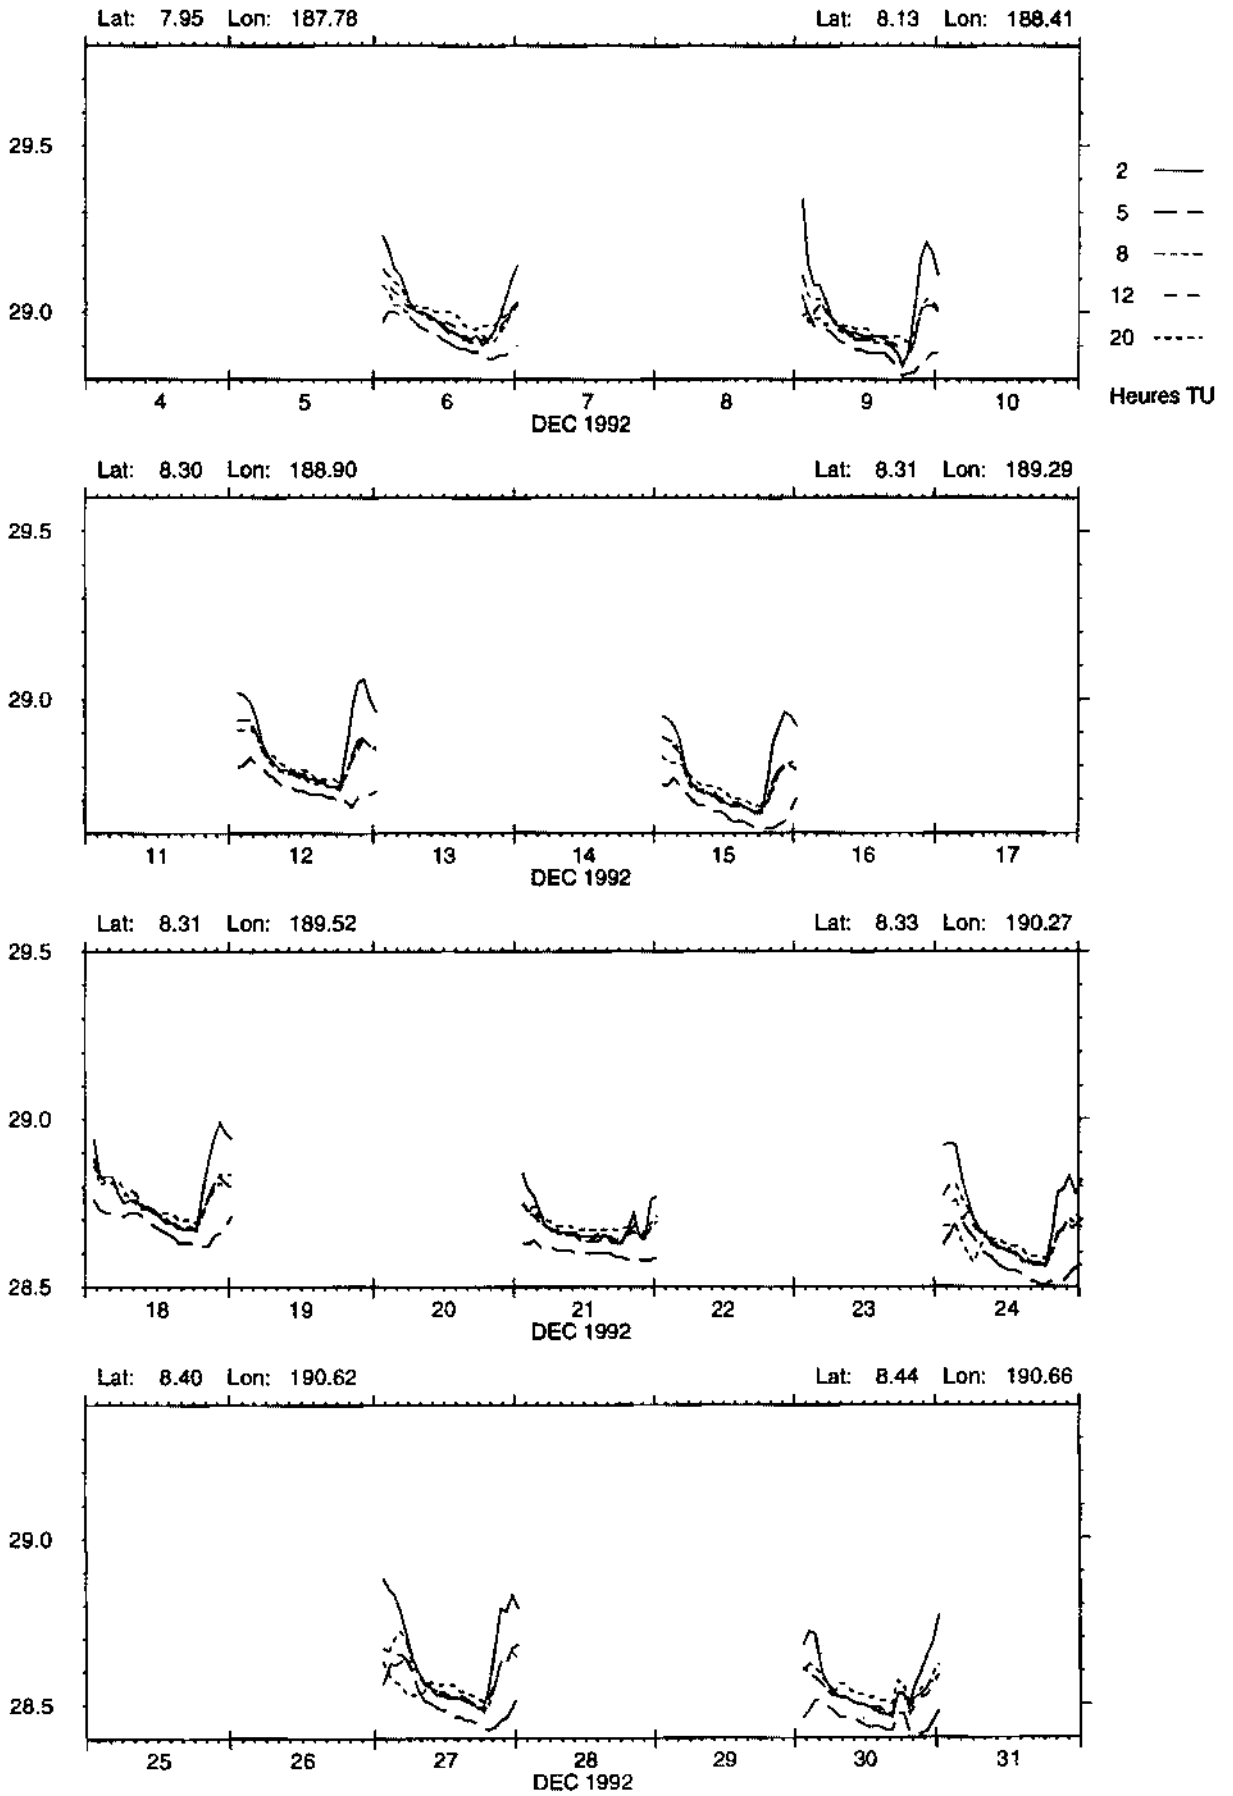 Lat: 7.95 Lon: 187.78 Lat: 8.13 Lon: 188.41
29.5
2
5
8
29.0 12
20
4 5 6 7 8 9 10 Heures TU
DEC 1992
Lat: 8.30 Lon: 188.90 Lat: 8.31 Lon: 189.29
29.5
29.0
11 12 13 14 15 16 17
DEC 1992
Lat: 8.31 Lon: 189.52 Lat: 8.33 Lon: 190.27
29.5
29.0
28.5
18 19 20 21 22 23 24
DEC 1992
Lat: 8.40 Lon: 190.62 Lat: 8.44 Lon: 190.66
29.0
28.5
25 26 27 28 29 30 31
DEC 1992